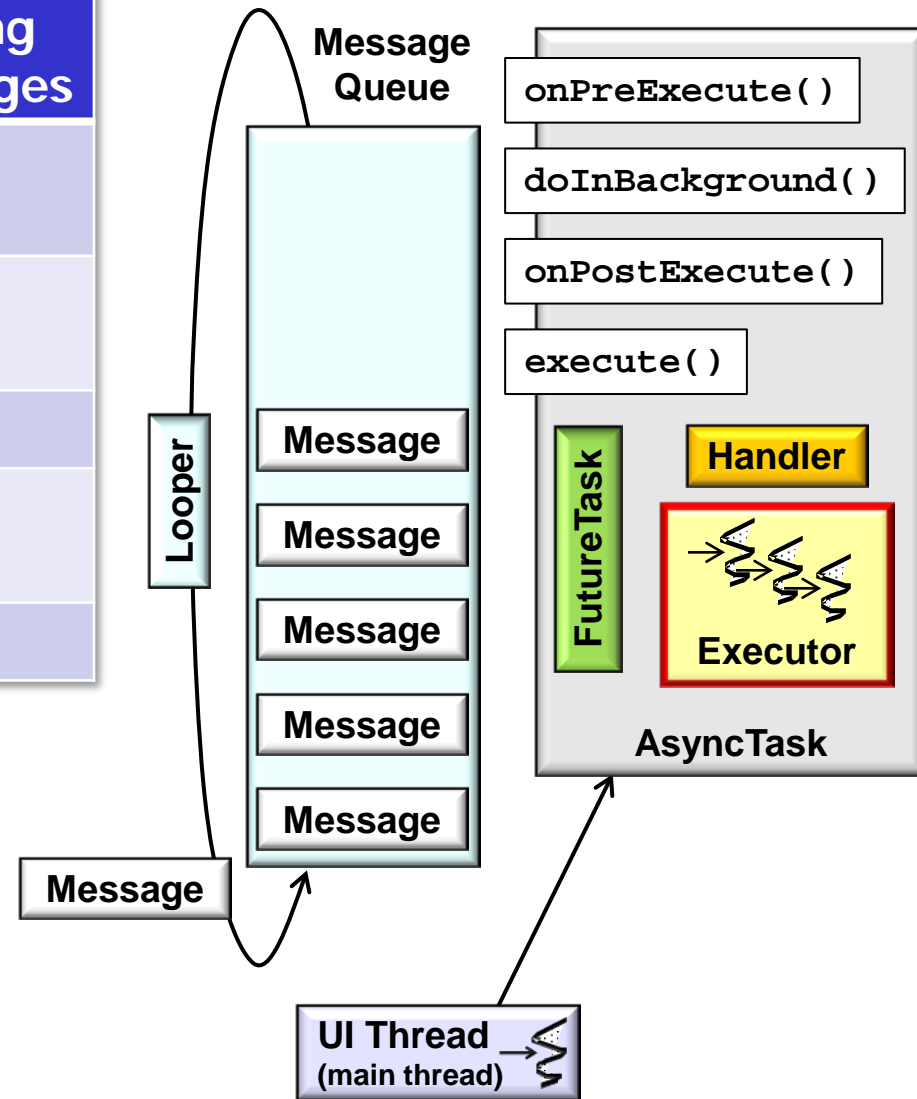 Message
Queue
onPreExecute()
doInBackground()
onPostExecute()
execute()
Looper
Message
Message
Message
Message
Message
Message
FutureTask
Handler
Executor
AsyncTask
UI Thread
(main thread)